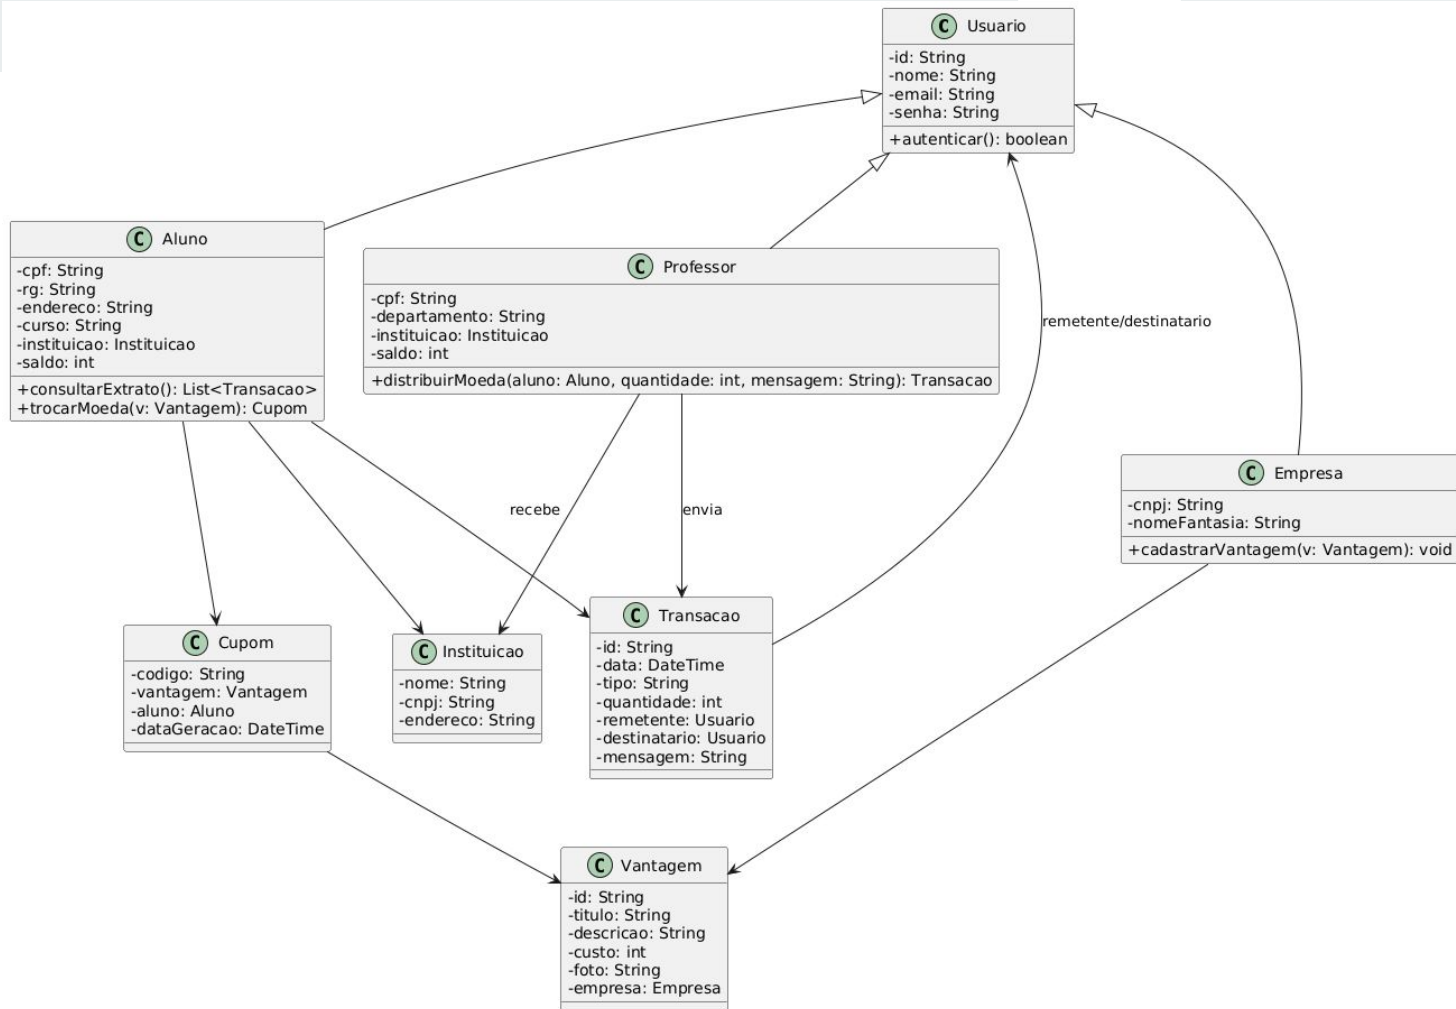 C Usuario
-id: String
-nome: String
-email: String
-senha: String
+autenticar(): boolean
C Aluno
-cpf: String
-rg: String
-endereco: String
-curso: String
-instituicao: Instituicao
-saldo: int
+consultarExtrato(): List<Transacao>
+trocarMoeda(v: Vantagem): Cupom
C Professor
-cpf: String
-departamento: String
-instituicao: Instituicao
-saldo: int
+distribuirMoeda(aluno: Aluno, quantidade: int, mensagem: String): Transacao
remetente/destinatario
C Empresa
-cnpj: String
-nomeFantasia: String
+cadastrarVantagem(v: Vantagem): void
recebe
envia
C Cupom
-codigo: String
-vantagem: Vantagem
-aluno: Aluno
-dataGeracao: DateTime
C Instituicao
-nome: String
-cnpj: String
-endereco: String
C Transacao
-id: String
-data: DateTime
-tipo: String
-quantidade: int
-remetente: Usuario
-destinatario: Usuario
-mensagem: String
C Vantagem
-id: String
-titulo: String
-descricao: String
-custo: int
-foto: String
-empresa: Empresa